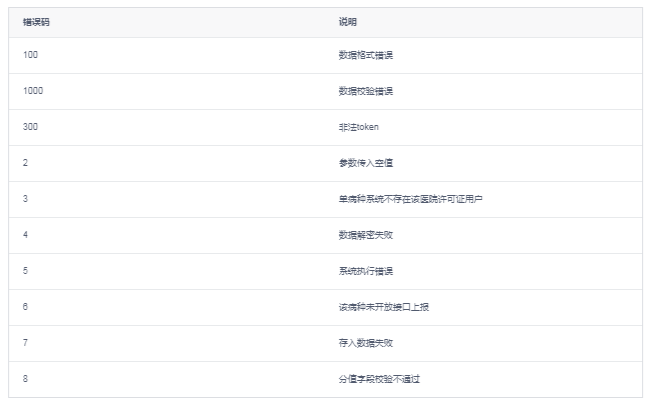 错误码 说明
100 数据格式错误
1000 数据校验错误
300 非法token
2 参数传入空值
3 单病种系统不存在该医院许可证用户
4 数据解密失败
5 系统执行错误
6 该病种未开放接口上报
7 存入数据失败
8 分值字段校验不通过